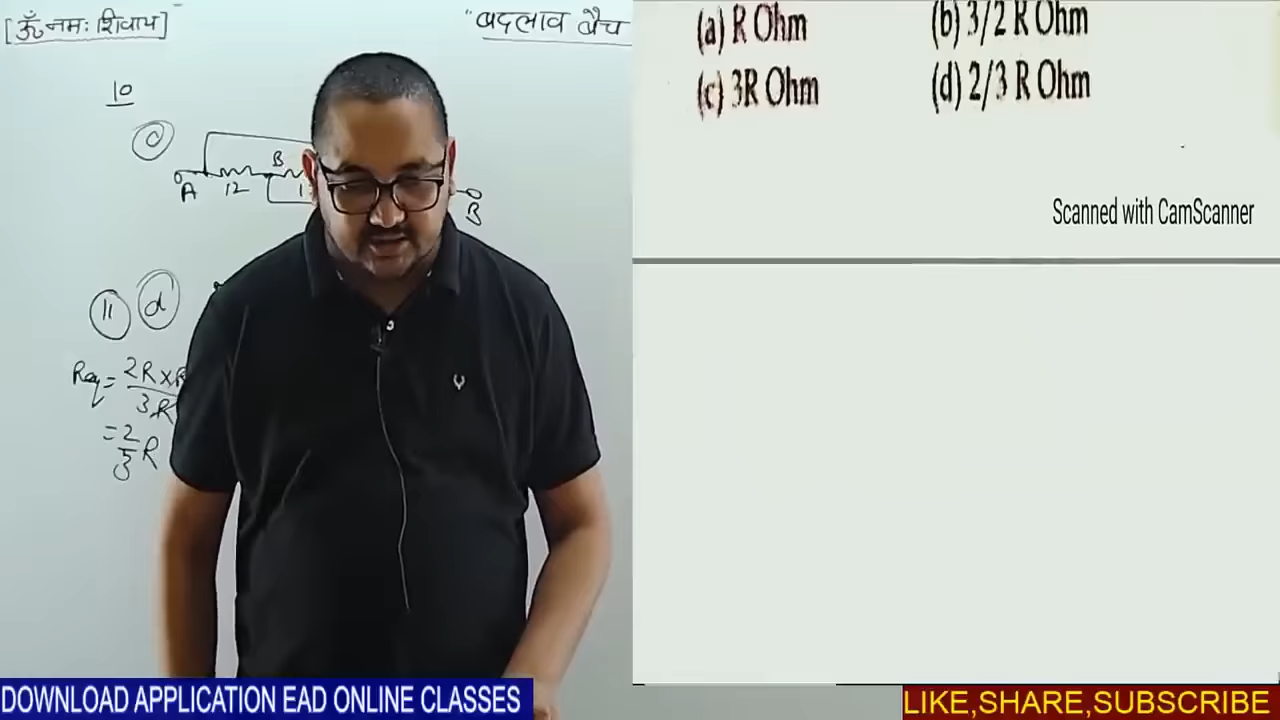 [ॐ नमः शिवाय]
"बदलाव बैच
10
C
A 12 B 1 B
11 d
Req = 2R×R
3R
= 2/3 R
(a) R Ohm (b) 3/2 R Ohm
(c) 3R Ohm (d) 2/3 R Ohm
Scanned with CamScanner
DOWNLOAD APPLICATION EAD ONLINE CLASSES
LIKE,SHARE,SUBSCRIBE